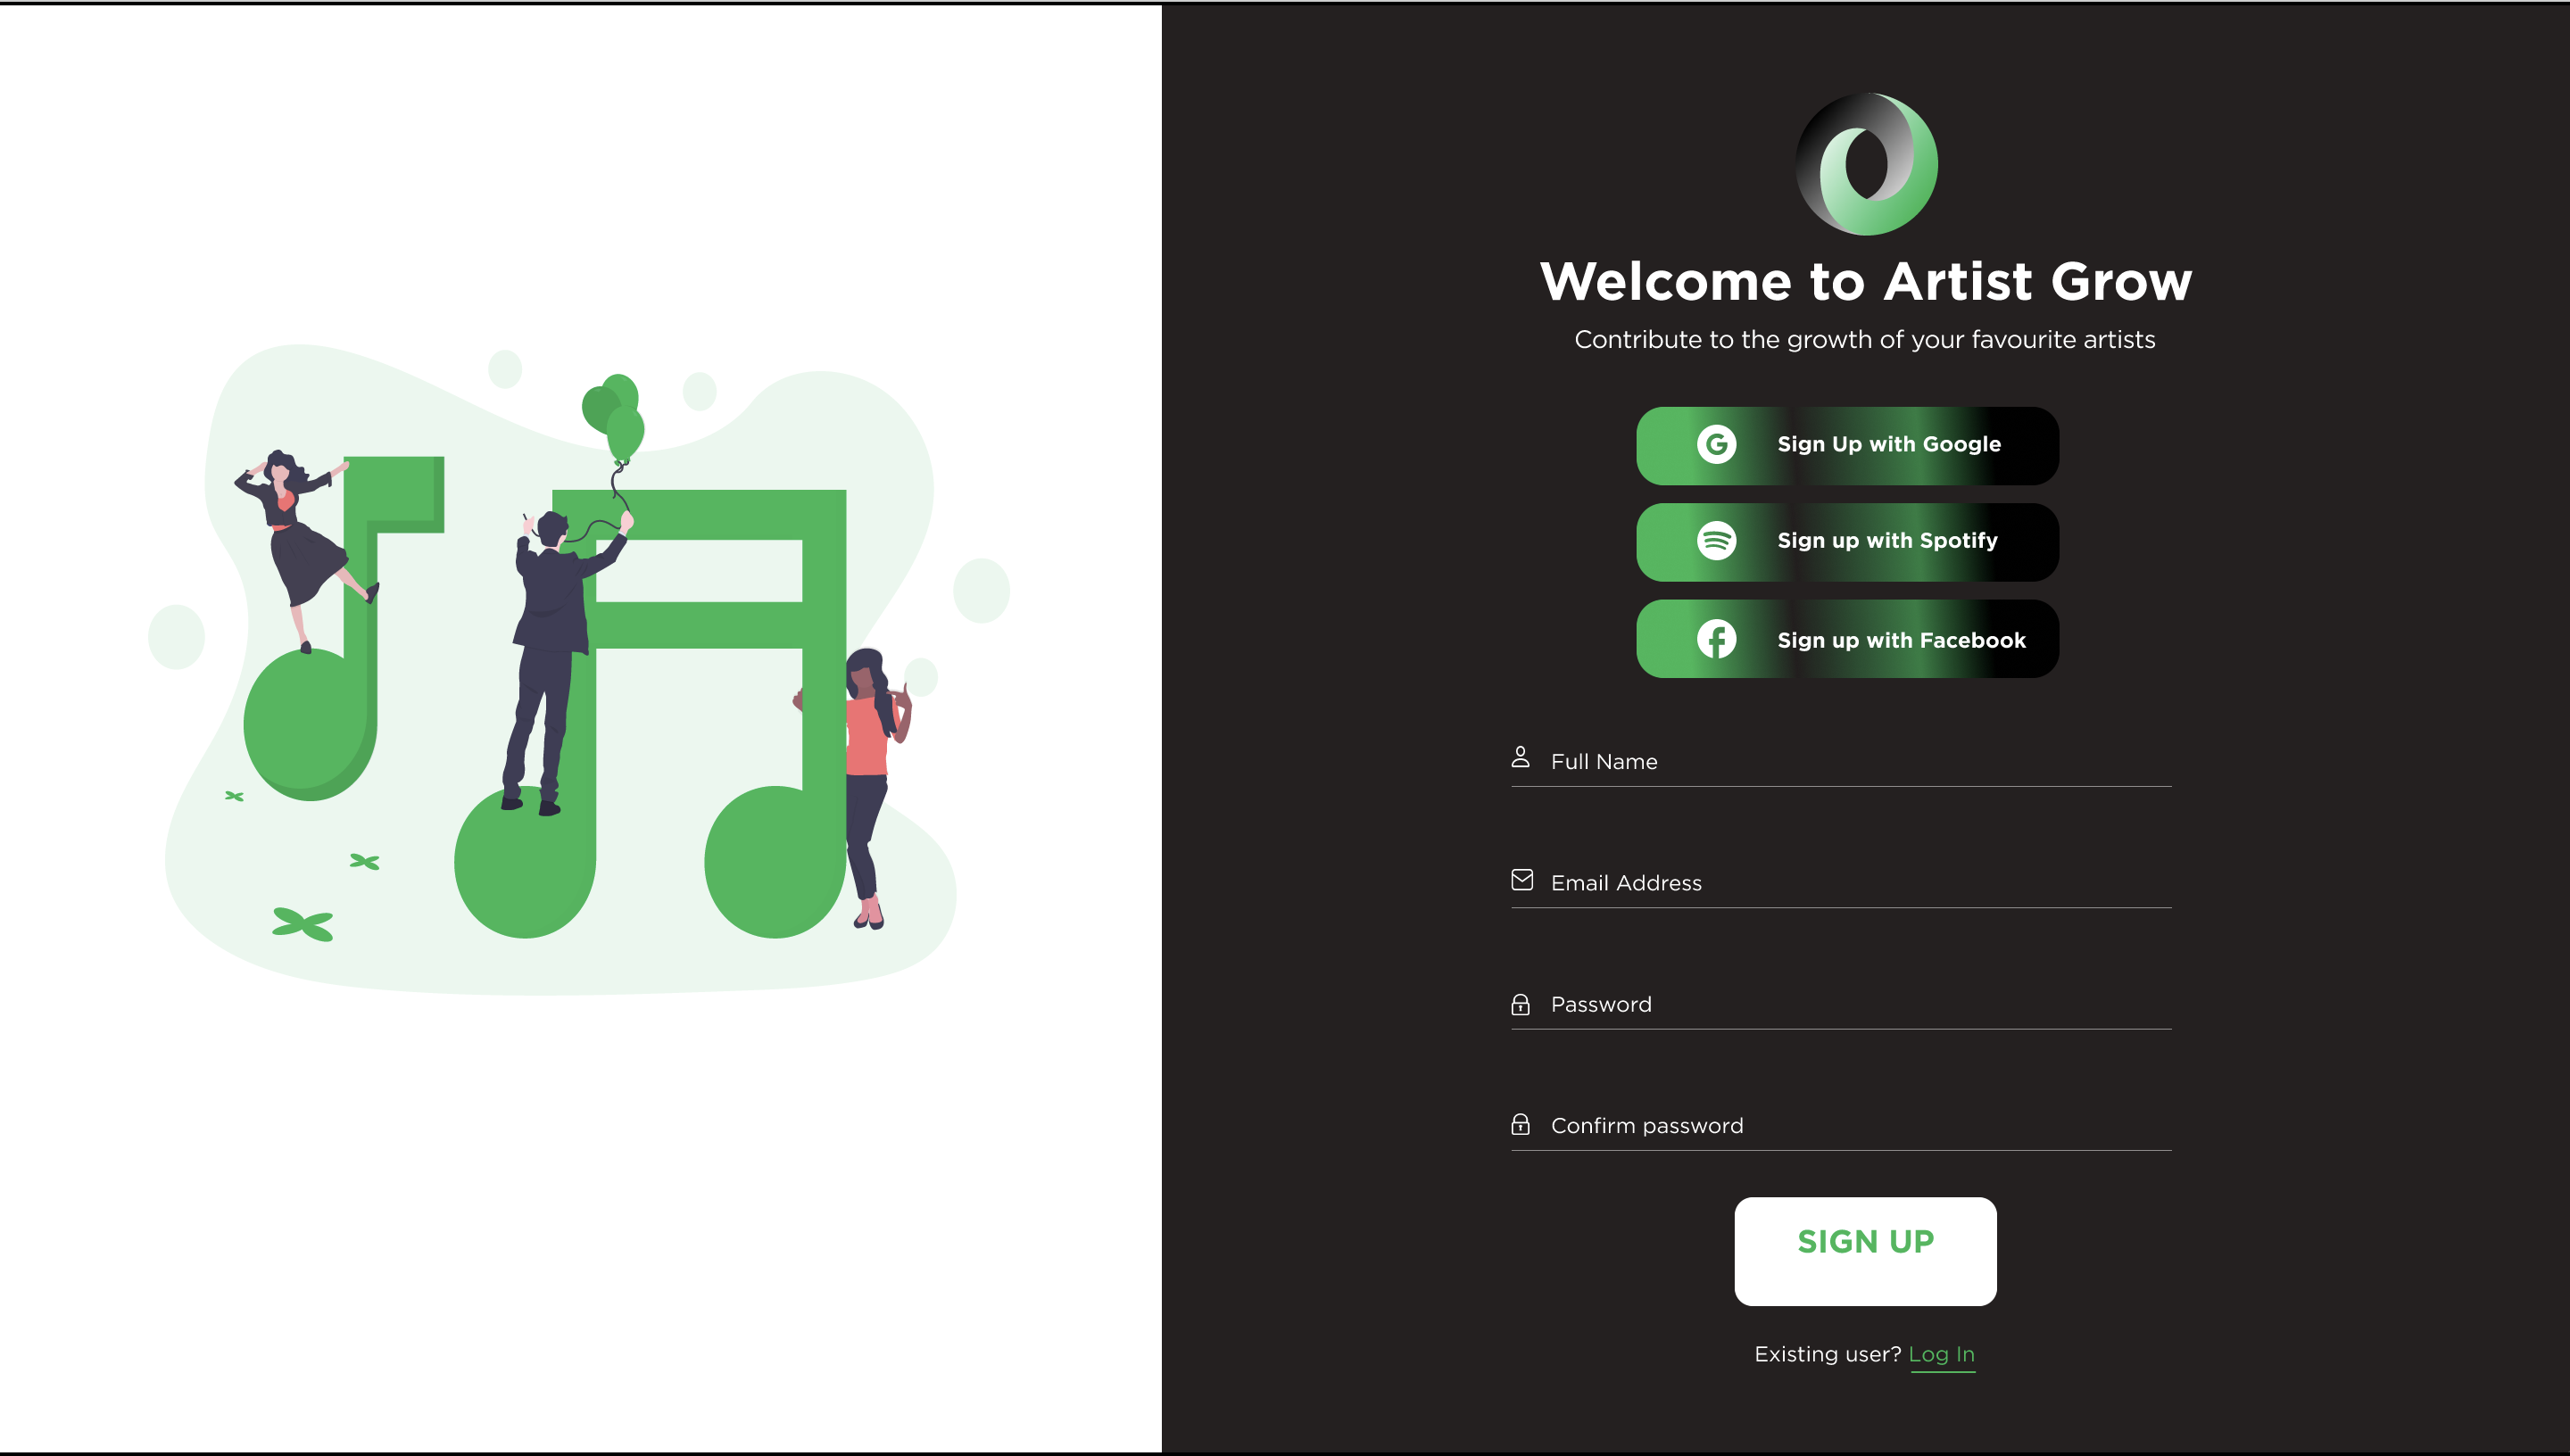 Welcome to Artist Grow
Contribute to the growth of your favourite artists
Sign Up with Google
Sign up with Spotify
Sign up with Facebook
Full Name
Email Address
Password
Confirm password
SIGN UP
Existing user? Log In